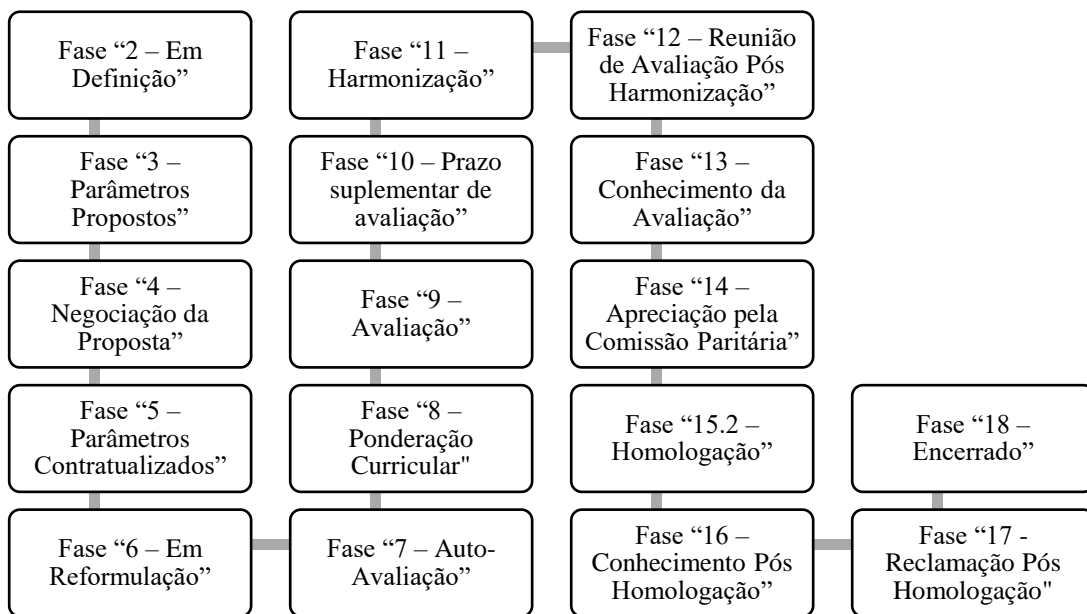 Fase “2 – Em
Definição”
Fase “3 –
Parâmetros
Propostos”
Fase “4 –
Negociação da
Proposta”
Fase “5 –
Parâmetros
Contratualizados”
Fase “6 – Em
Reformulação”
Fase “7 – Auto-
Avaliação”
Fase “8 –
Ponderação
Curricular"
Fase “9 –
Avaliação”
Fase “10 – Prazo
suplementar de
avaliação”
Fase “11 –
Harmonização”
Fase “12 – Reunião
de Avaliação Pós
Harmonização”
Fase “13 –
Conhecimento da
Avaliação”
Fase “14 –
Apreciação pela
Comissão Paritária”
Fase “15.2 –
Homologação”
Fase “16 –
Conhecimento Pós
Homologação”
Fase “17 -
Reclamação Pós
Homologação"
Fase “18 –
Encerrado”